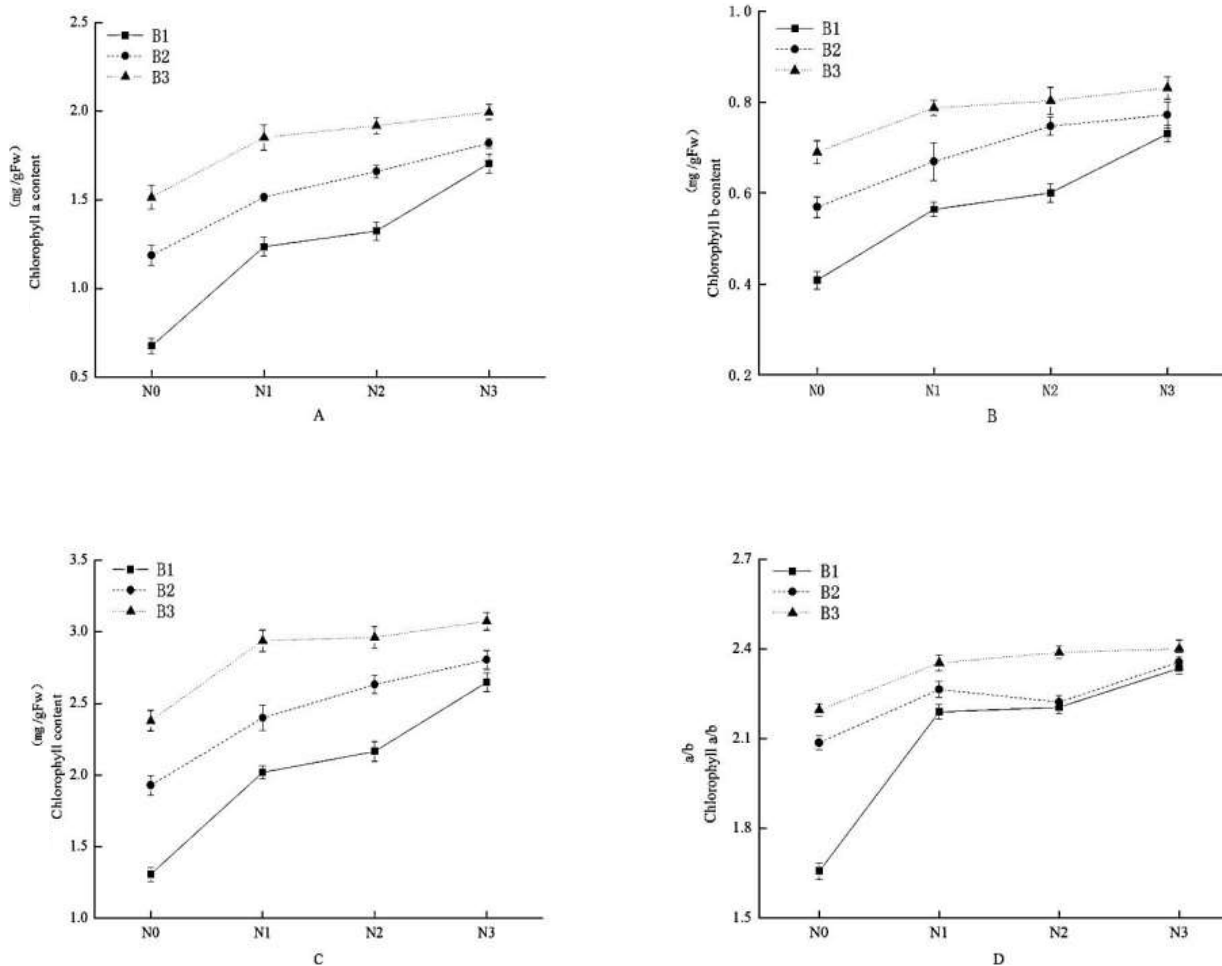 2.5
2.0
1.5
1.0
0.5
(mg/gFw)
Chlorophyll a content
B1
B2
B3
N0 N1 N2 N3
A
1.0
0.8
0.6
0.4
0.2
(mg/gFw)
Chlorophyll b content
B1
B2
B3
N0 N1 N2 N3
B
3.5
3.0
2.5
2.0
1.5
1.0
(mg/gFw)
Chlorophyll content
B1
B2
B3
N0 N1 N2 N3
C
2.7
2.4
2.1
1.8
1.5
a/b
Chlorophyll a/b
B1
B2
B3
N0 N1 N2 N3
D